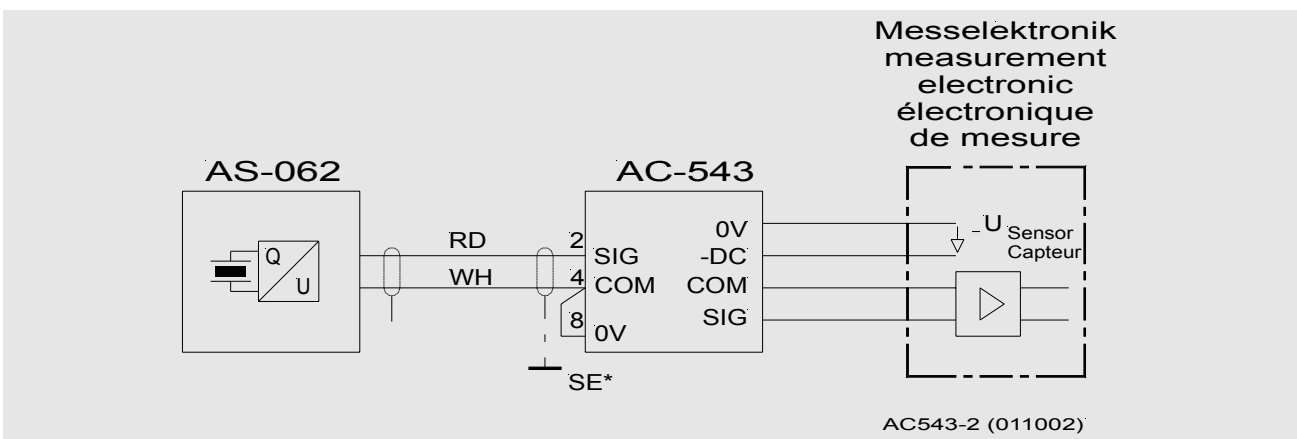 Messelektronik
measurement
electronic
électronique
de mesure
AS-062
AC-543
Q
U
RD
WH
2
SIG
4
COM
8
0V
0V
-DC
COM
SIG
-U Sensor
Capteur
SE*
AC543-2 (011002)